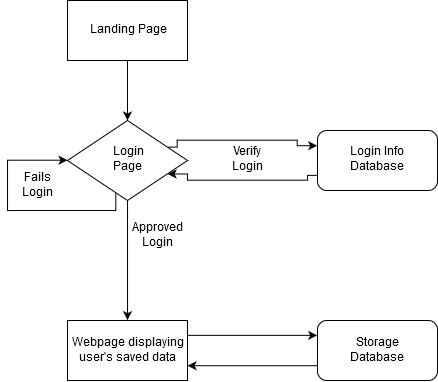 Landing Page
Login
Page
Verify
Login
Login Info
Database
Fails
Login
Approved
Login
Webpage displaying
user's saved data
Storage
Database